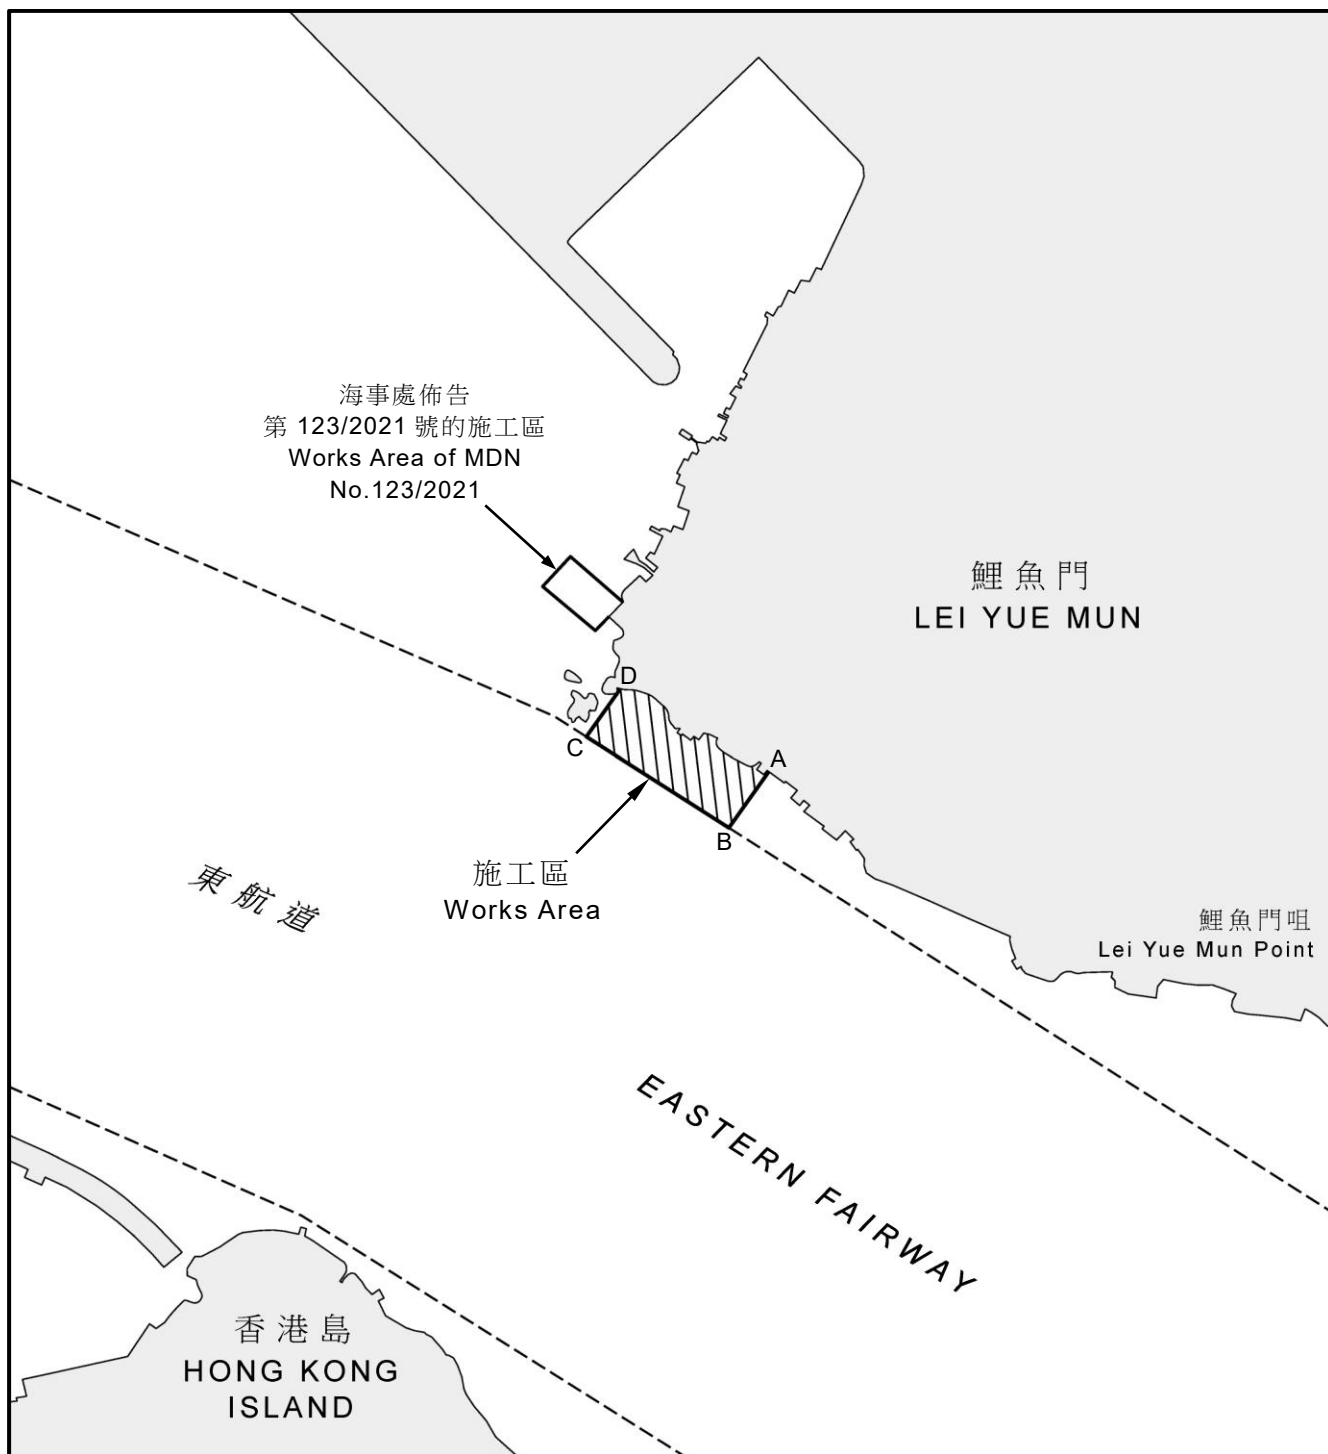 海事處佈告
第 123/2021 號的施工區
Works Area of MDN
No.123/2021
鯉魚門
LEI YUE MUN
D
C
A
B
施工區
Works Area
東航道
鯉魚門咀
Lei Yue Mun Point
EASTERN FAIRWAY
香港島
HONG KONG
ISLAND